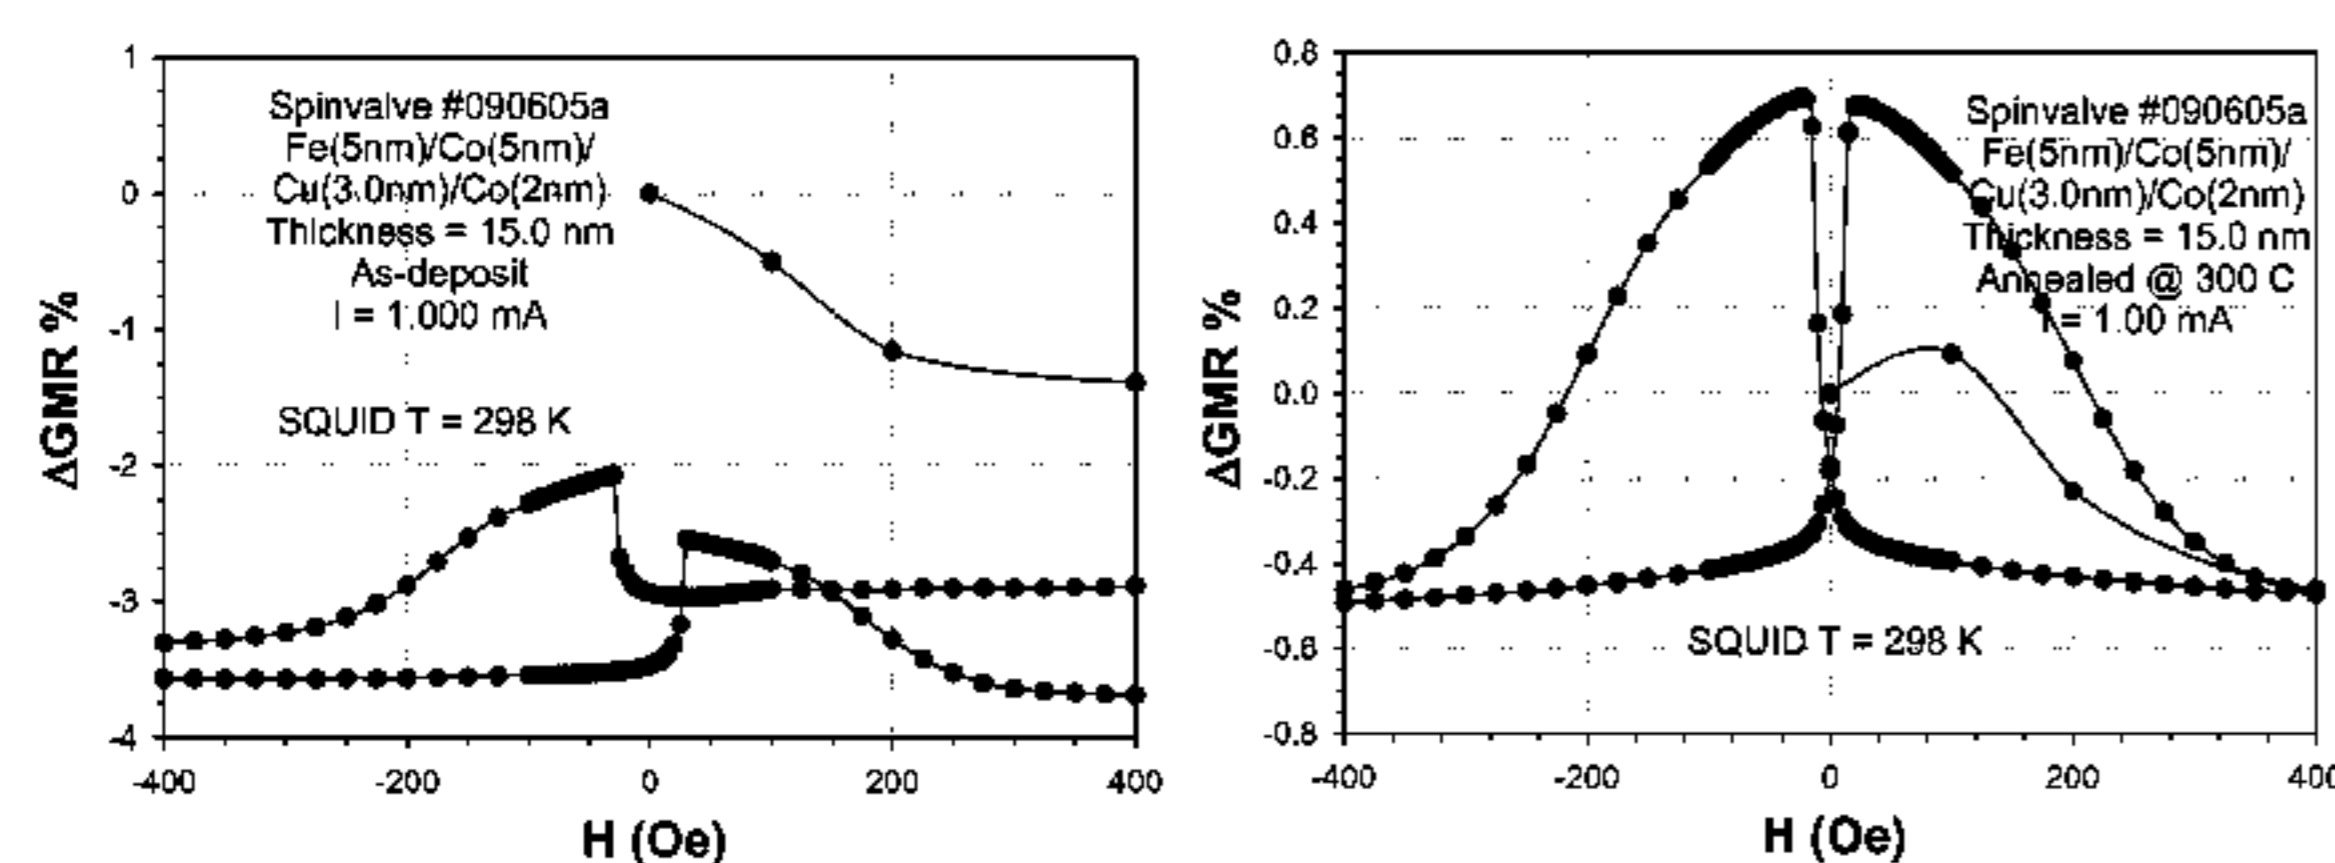 1
0
-1
-2
-3
-4
ΔGMR %
Spinvalve #090605a
Fe(5nm)/Co(5nm)/
Cu(3.0nm)/Co(2nm)
Thickness = 15.0 nm
As-deposit
I = 1.000 mA
SQUID T = 298 K
-400 -200 0 200 400
H (Oe)
0.8
0.6
0.4
0.2
0.0
-0.2
-0.4
-0.6
-0.8
ΔGMR %
Spinvalve #090605a
Fe(5nm)/Co(5nm)/
Cu(3.0nm)/Co(2nm)
Thickness = 15.0 nm
Annealed @ 300 C
I = 1.00 mA
SQUID T = 298 K
-400 -200 0 200 400
H (Oe)